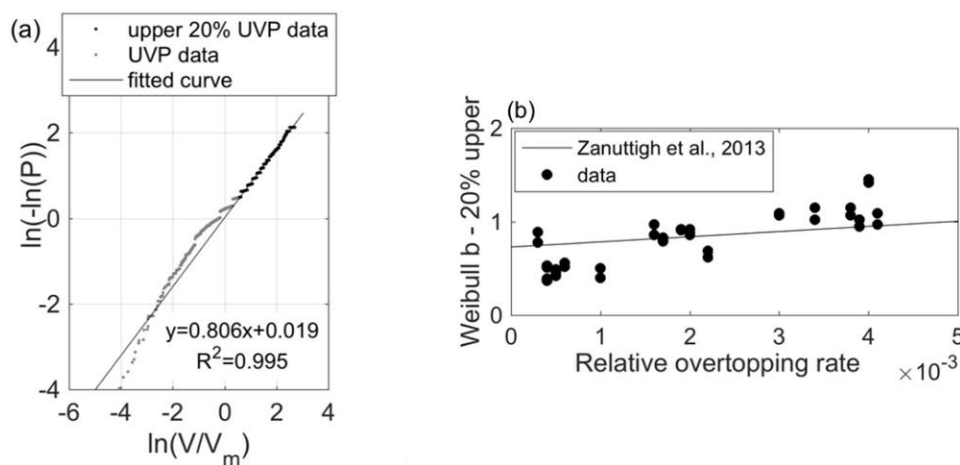 (a)
upper 20% UVP data
UVP data
fitted curve
ln(-ln(P))
4
2
0
-2
-4
y=0.806x+0.019
R²=0.995
-6 -4 -2 0 2 4
ln(V/Vₘ)
(b)
Zanuttigh et al., 2013
data
Weibull b - 20% upper
2
1
0
0 1 2 3 4 5
Relative overtopping rate
×10⁻³